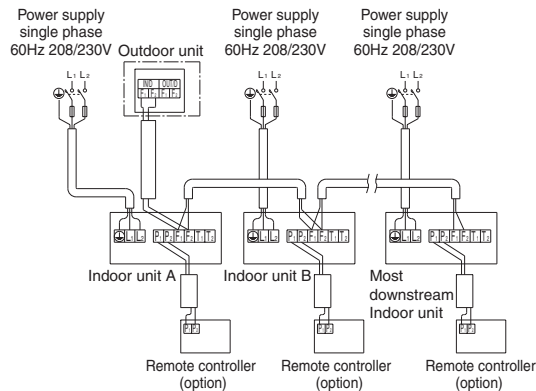 Power supply
single phase
60Hz 208/230V
Outdoor unit
Power supply
single phase
60Hz 208/230V
Power supply
single phase
60Hz 208/230V
L1 L2
IN/D OUT/D
F1 F2 F1 F2
L1 L2
L1 L2
L1 L2
P1 P2 F1 F2 T1 T2
L1 L2
P1 P2 F1 F2 T1 T2
L1 L2
P1 P2 F1 F2 T1 T2
Indoor unit A
Indoor unit B
Most
downstream
Indoor unit
P1 P2
P1 P2
P1 P2
Remote controller
(option)
Remote controller
(option)
Remote controller
(option)